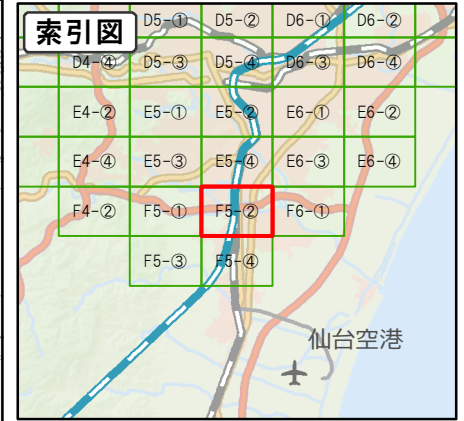 索引図
D5-① D5-② D6-① D6-②
D4-④ D5-③ D5-④ D6-③ D6-④
E4-② E5-① E5-② E6-① E6-②
E4-④ E5-③ E5-④ E6-③ E6-④
F4-② F5-① F5-② F6-①
F5-③ F5-④
仙台空港